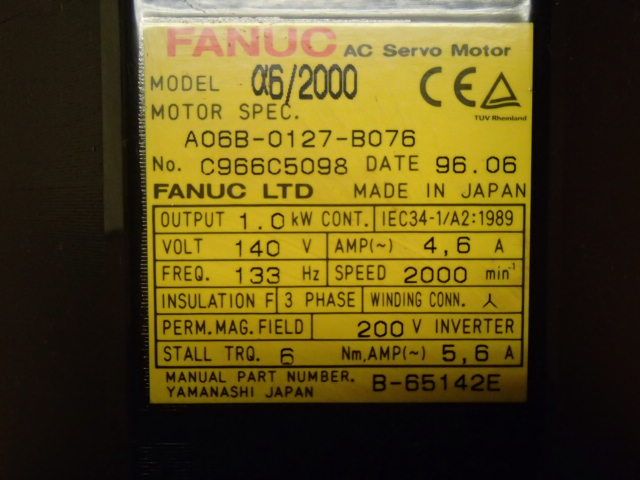 FANUC AC Servo Motor
MODEL α6/2000
CE
TUV Rheinland
MOTOR SPEC.
A06B-0127-B076
No. C966C5098 DATE 96.06
FANUC LTD MADE IN JAPAN
OUTPUT 1.0 kW CONT. IEC34-1/A2:1989
VOLT 140 V AMP(~) 4,6 A
FREQ. 133 Hz SPEED 2000 min⁻¹
INSULATION F 3 PHASE WINDING CONN. 人
PERM.MAG.FIELD 200 V INVERTER
STALL TRQ. 6 Nm,AMP(~) 5,6 A
MANUAL PART NUMBER. B-65142E
YAMANASHI JAPAN